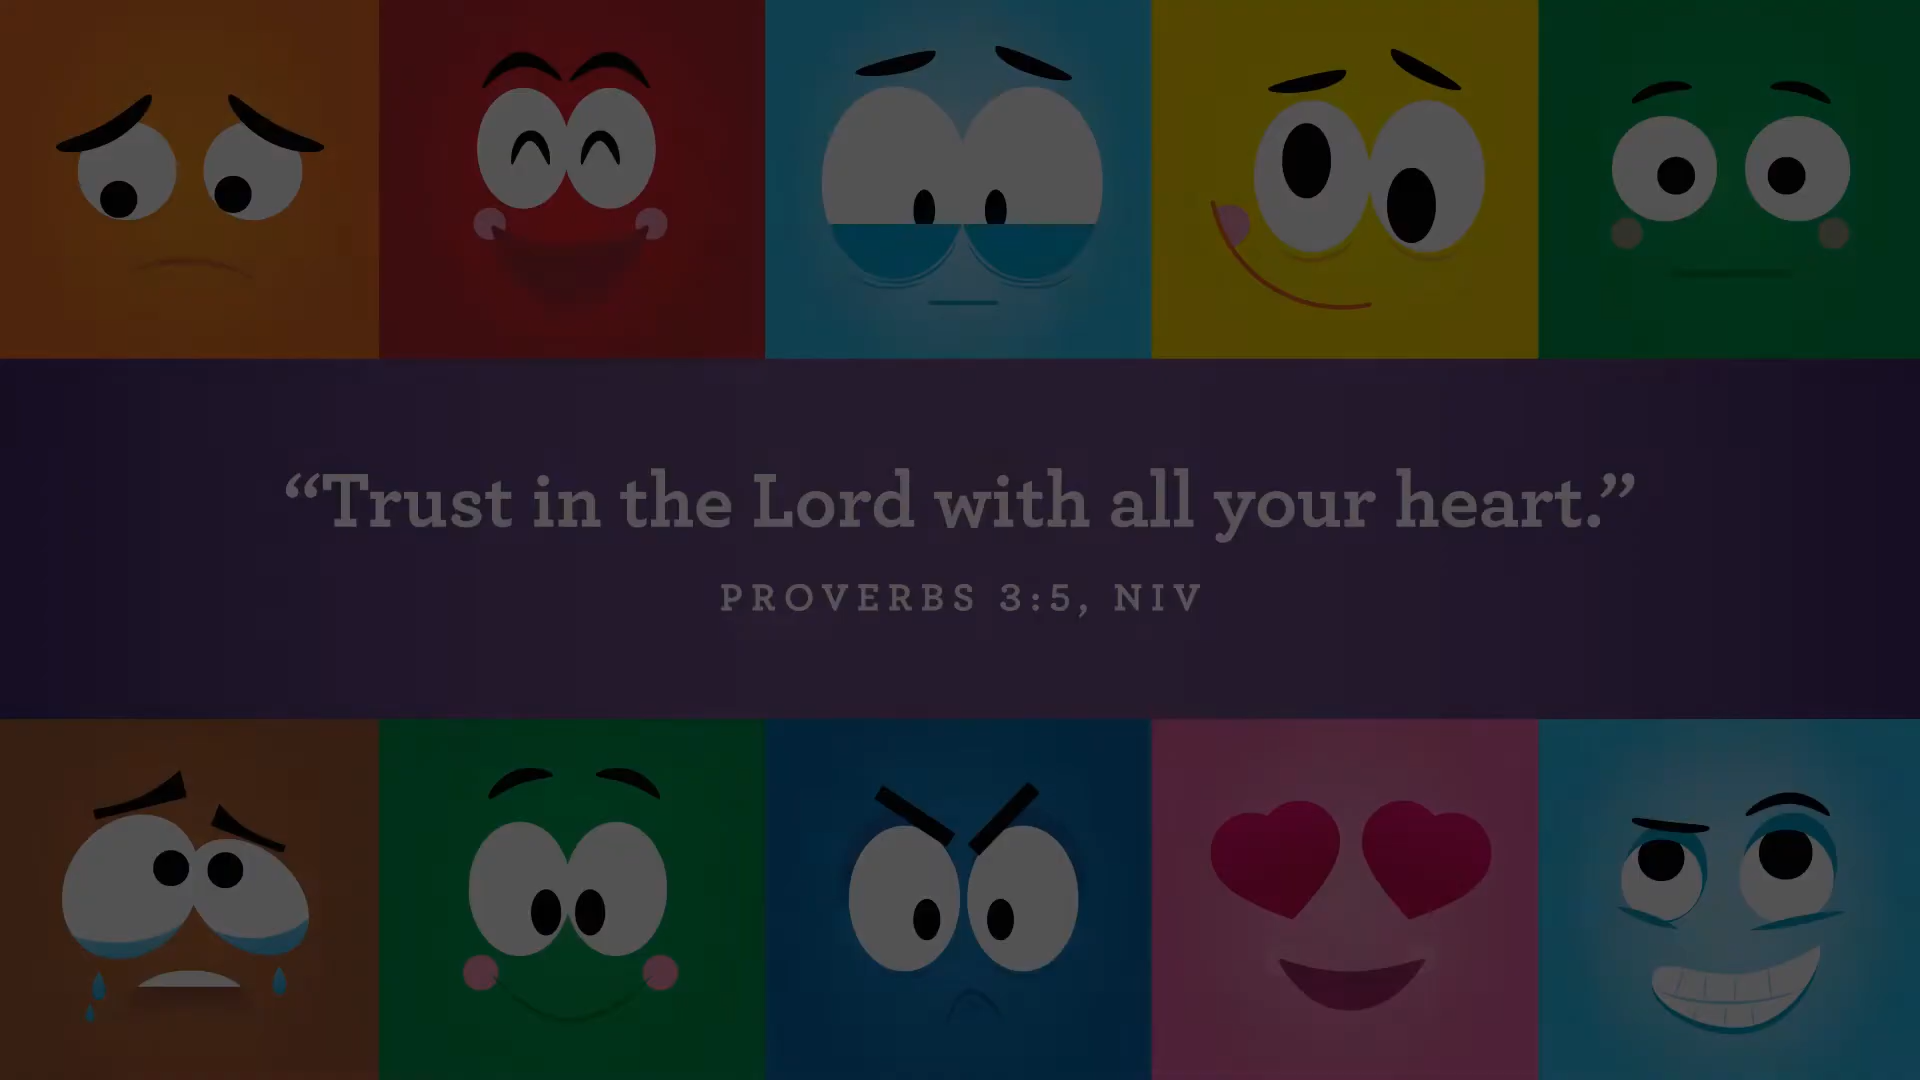 “Trust in the Lord with all your heart.”
PROVERBS 3:5, NIV